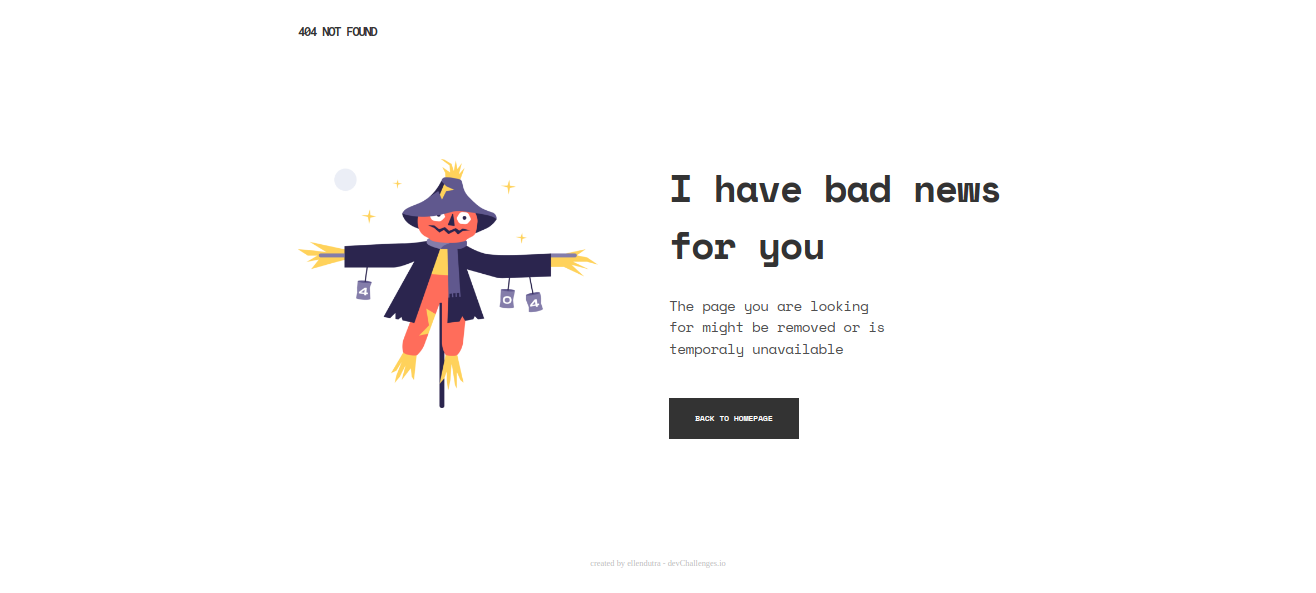 404 NOT FOUND
I have bad news
for you
4
0
4
The page you are looking
for might be removed or is
temporaly unavailable
BACK TO HOMEPAGE
created by ellendutra - devChallenges.io